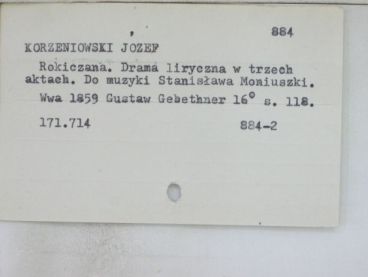 884
KORZENIOWSKI JOZEF
Rokiczana. Drama liryczna w trzech
aktach. Do muzyki Stanisława Moniuszki.
Wwa 1859 Gustaw Gebethner 16° s. 118.
171.714 884-2